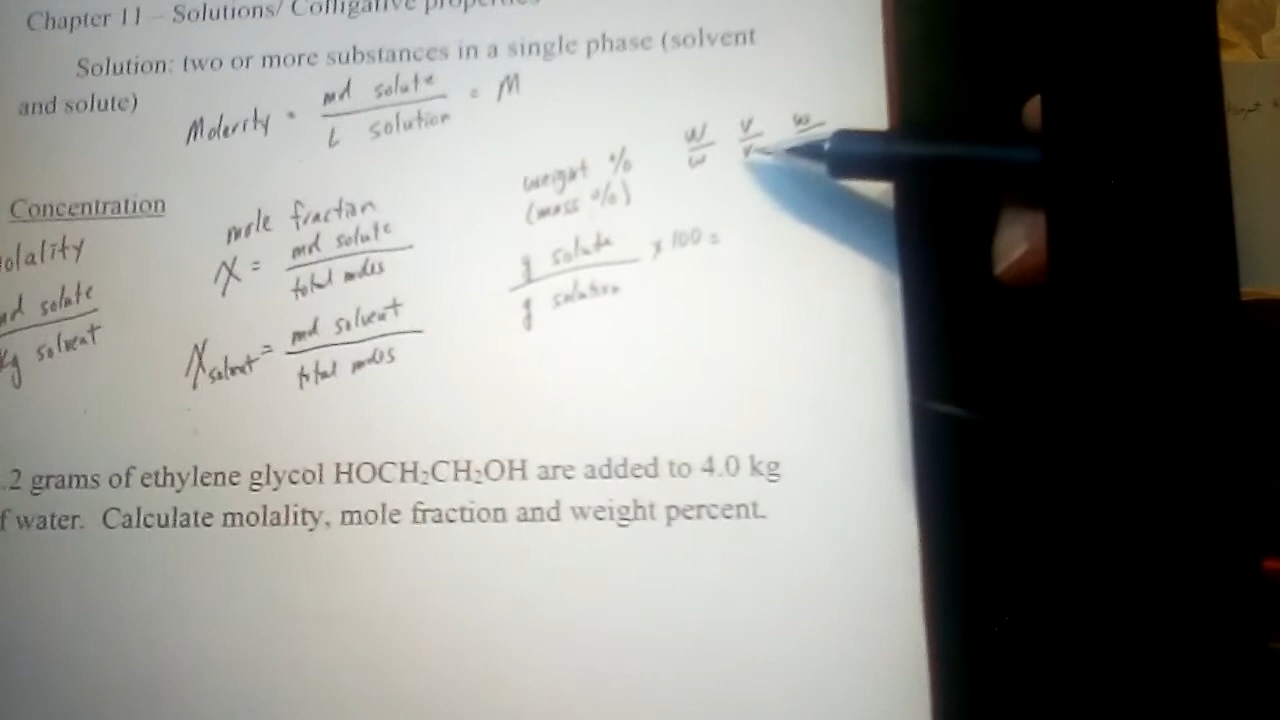 Chapter 11 – Solutions/ Colligative properties
Solution: two or more substances in a single phase (solvent
and solute)
Molarity = mol solute / L solution = M
Concentration
olality
mol solute / kg solvent
mole fraction
X = mol solute / total moles
X solvent = mol solvent / total moles
weight % w/w v/v w
(mass %)
g solute / g solution x 100 =
.2 grams of ethylene glycol HOCH₂CH₂OH are added to 4.0 kg
f water. Calculate molality, mole fraction and weight percent.